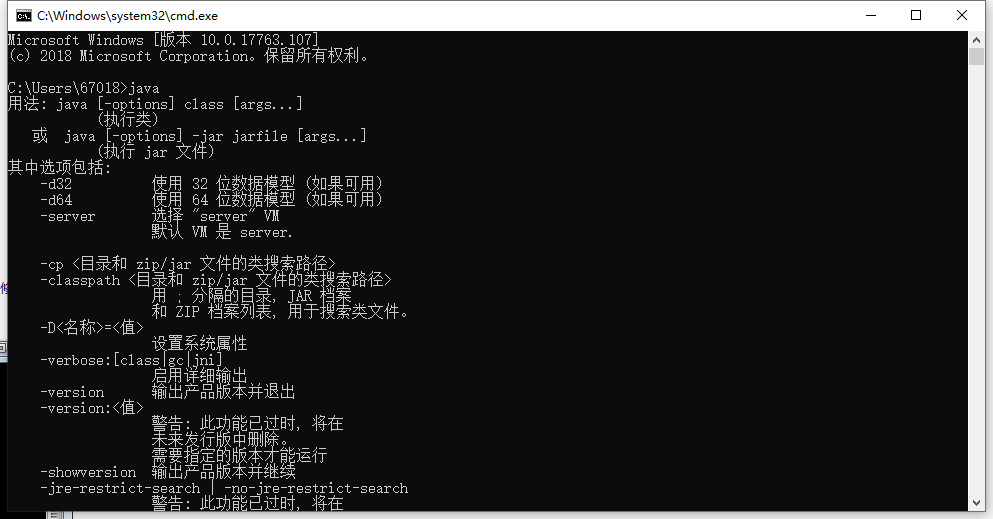 C:\Windows\system32\cmd.exe
Microsoft Windows [版本 10.0.17763.107]
(c) 2018 Microsoft Corporation。保留所有权利。
C:\Users\67018>java
用法: java [-options] class [args...]
(执行类)
或 java [-options] -jar jarfile [args...]
(执行 jar 文件)
其中选项包括:
-d32 使用 32 位数据模型 (如果可用)
-d64 使用 64 位数据模型 (如果可用)
-server 选择 "server" VM
默认 VM 是 server.
-cp <目录和 zip/jar 文件的类搜索路径>
-classpath <目录和 zip/jar 文件的类搜索路径>
用 ; 分隔的目录, JAR 档案
和 ZIP 档案列表, 用于搜索类文件。
-D<名称>=<值>
设置系统属性
-verbose:[class|gc|jni]
启用详细输出
-version 输出产品版本并退出
-version:<值>
警告: 此功能已过时, 将在
未来发行版中删除。
需要指定的版本才能运行
-showversion 输出产品版本并继续
-jre-restrict-search | -no-jre-restrict-search
警告: 此功能已过时, 将在